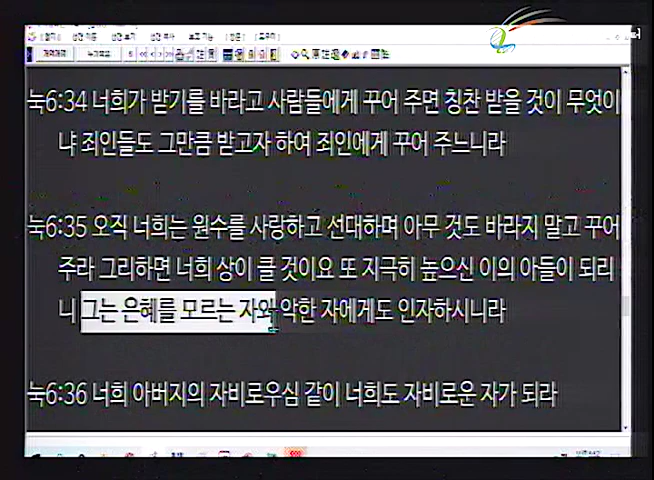 눅6:34 너희가 받기를 바라고 사람들에게 꾸어 주면 칭찬 받을 것이 무엇이
냐 죄인들도 그만큼 받고자 하여 죄인에게 꾸어 주느니라
눅6:35 오직 너희는 원수를 사랑하고 선대하며 아무 것도 바라지 말고 꾸어
주라 그리하면 너희 상이 클 것이요 또 지극히 높으신 이의 아들이 되리
니 그는 은혜를 모르는 자와 악한 자에게도 인자하시니라
눅6:36 너희 아버지의 자비로우심 같이 너희도 자비로운 자가 되라